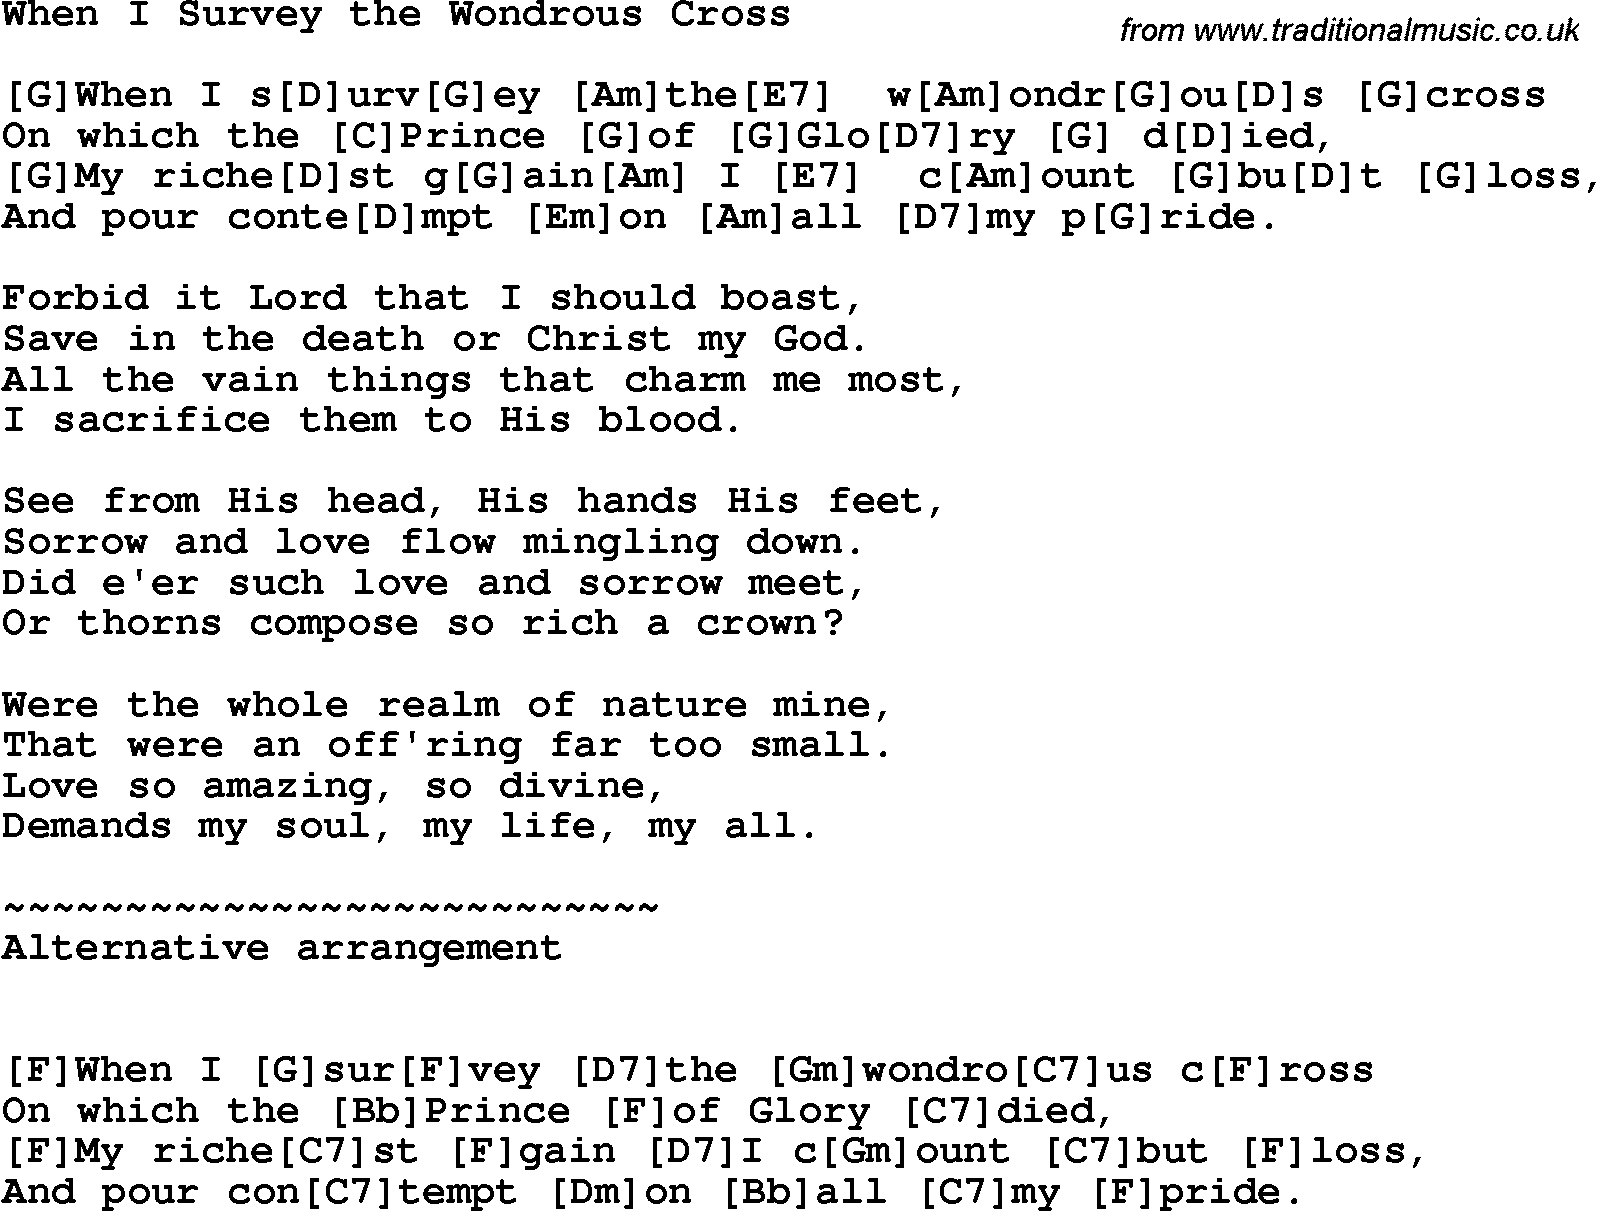 When I Survey the Wondrous Cross
from www.traditionalmusic.co.uk
[G]When I s[D]urv[G]ey [Am]the[E7]  w[Am]ondr[G]ou[D]s [G]cross
On which the [C]Prince [G]of [G]Glo[D7]ry [G] d[D]ied,
[G]My riche[D]st g[G]ain[Am] I [E7]  c[Am]ount [G]bu[D]t [G]loss,
And pour conte[D]mpt [Em]on [Am]all [D7]my p[G]ride.

Forbid it Lord that I should boast,
Save in the death or Christ my God.
All the vain things that charm me most,
I sacrifice them to His blood.

See from His head, His hands His feet,
Sorrow and love flow mingling down.
Did e'er such love and sorrow meet,
Or thorns compose so rich a crown?

Were the whole realm of nature mine,
That were an off'ring far too small.
Love so amazing, so divine,
Demands my soul, my life, my all.

~~~~~~~~~~~~~~~~~~~~~~~~~~~
Alternative arrangement

[F]When I [G]sur[F]vey [D7]the [Gm]wondro[C7]us c[F]ross
On which the [Bb]Prince [F]of Glory [C7]died,
[F]My riche[C7]st [F]gain [D7]I c[Gm]ount [C7]but [F]loss,
And pour con[C7]tempt [Dm]on [Bb]all [C7]my [F]pride.